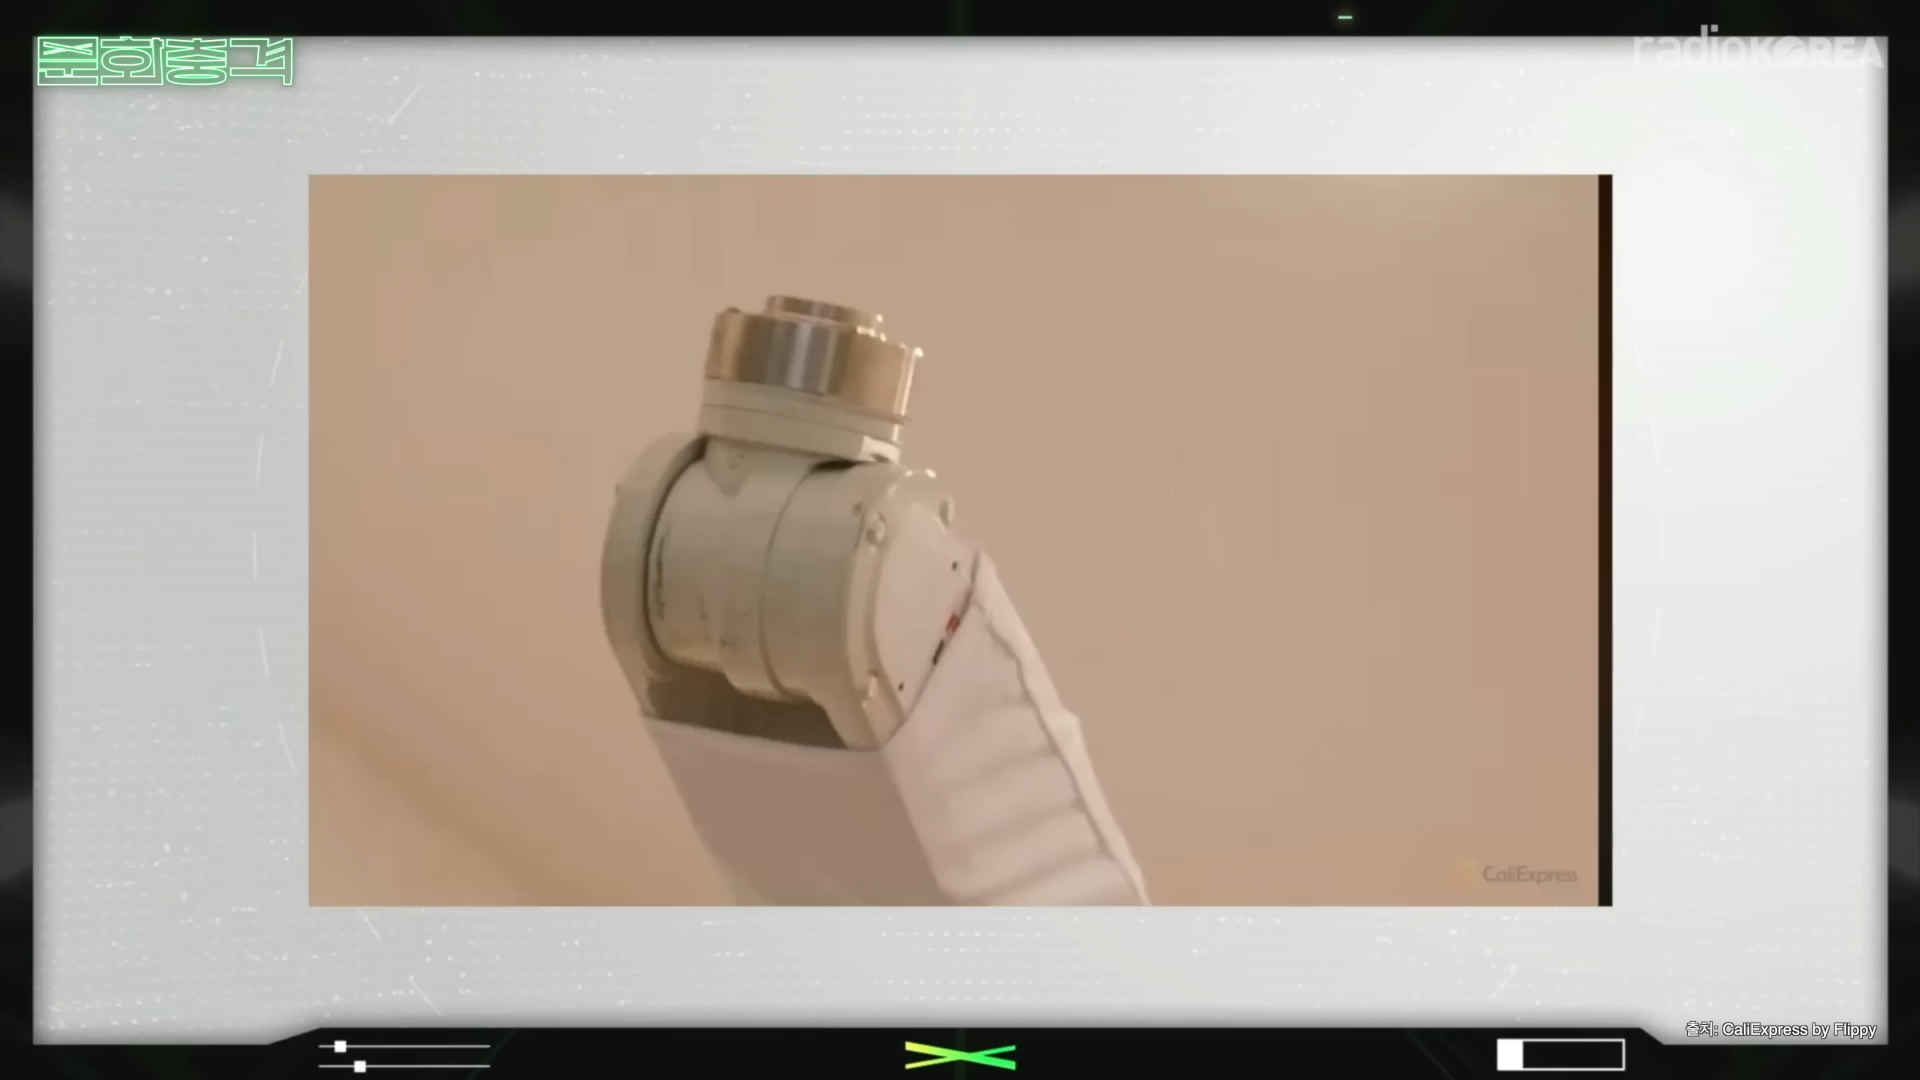 문화충격
radioKOREA
CaliExpress
출처: CaliExpress by Flippy